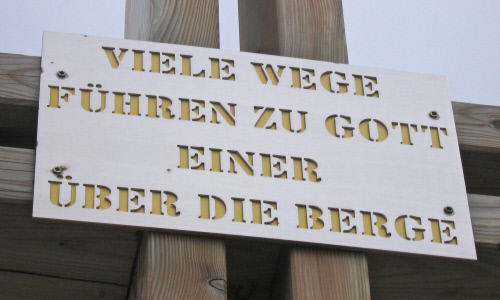 VIELE WEGE
FÜHREN ZU GOTT
EINER
ÜBER DIE BERGE